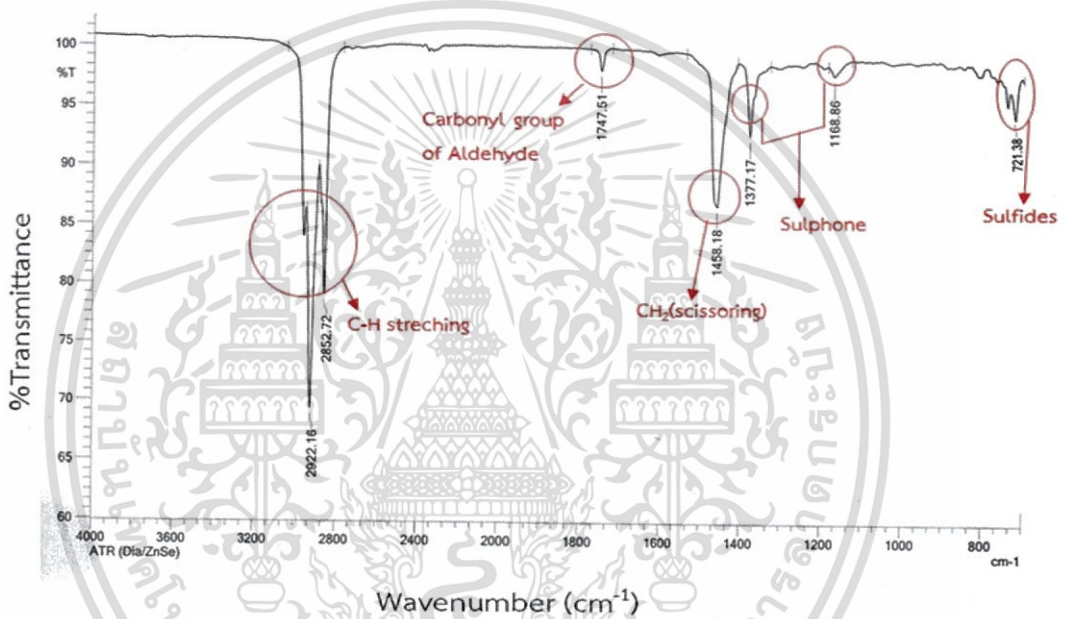 100
%T
95
90
85
80
75
70
65
60
%Transmittance
4000
3600
3200
2800
2400
2000
1800
1600
1400
1200
1000
800
cm-1
ATR (Dia/ZnSe)
Wavenumber (cm⁻¹)
Carbonyl group
of Aldehyde
1747.51
1377.17
1168.86
721.38
Sulphone
Sulfides
1458.18
CH₂(scissoring)
C-H streching
2852.72
2922.16